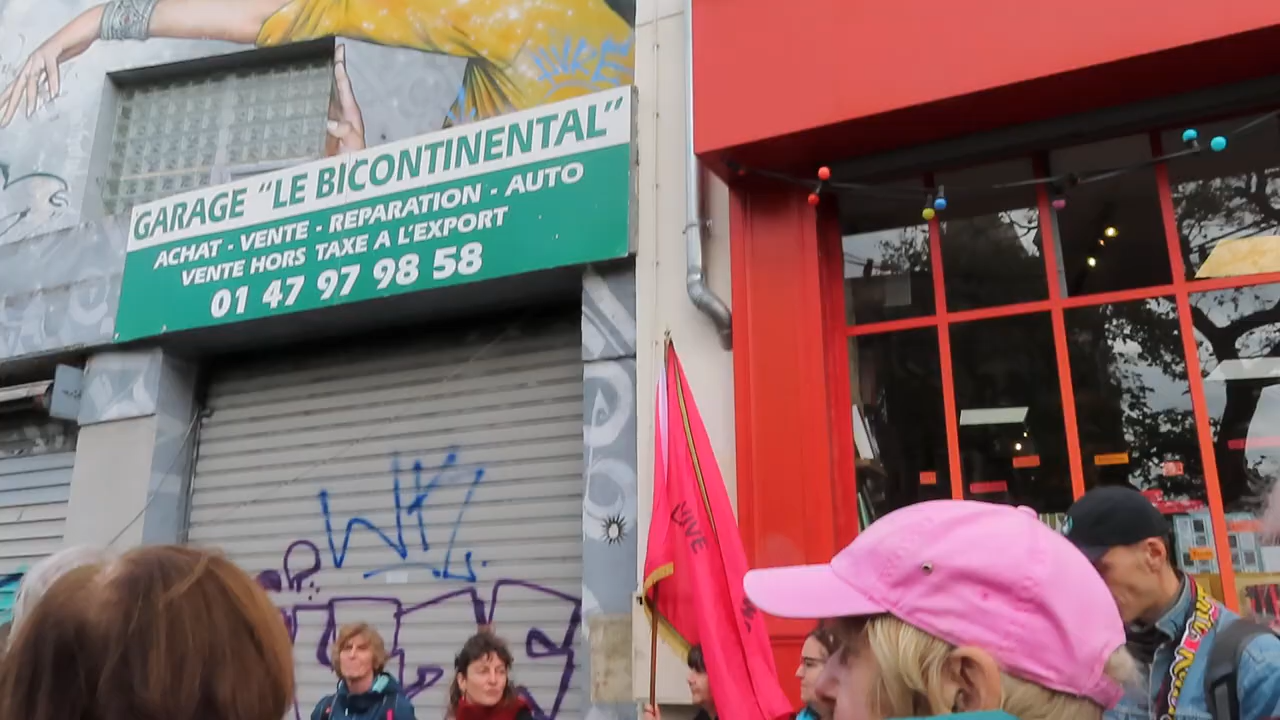 GARAGE “LE BICONTINENTAL”
ACHAT - VENTE - REPARATION - AUTO
VENTE HORS TAXE A L'EXPORT
01 47 97 98 58
VIVE